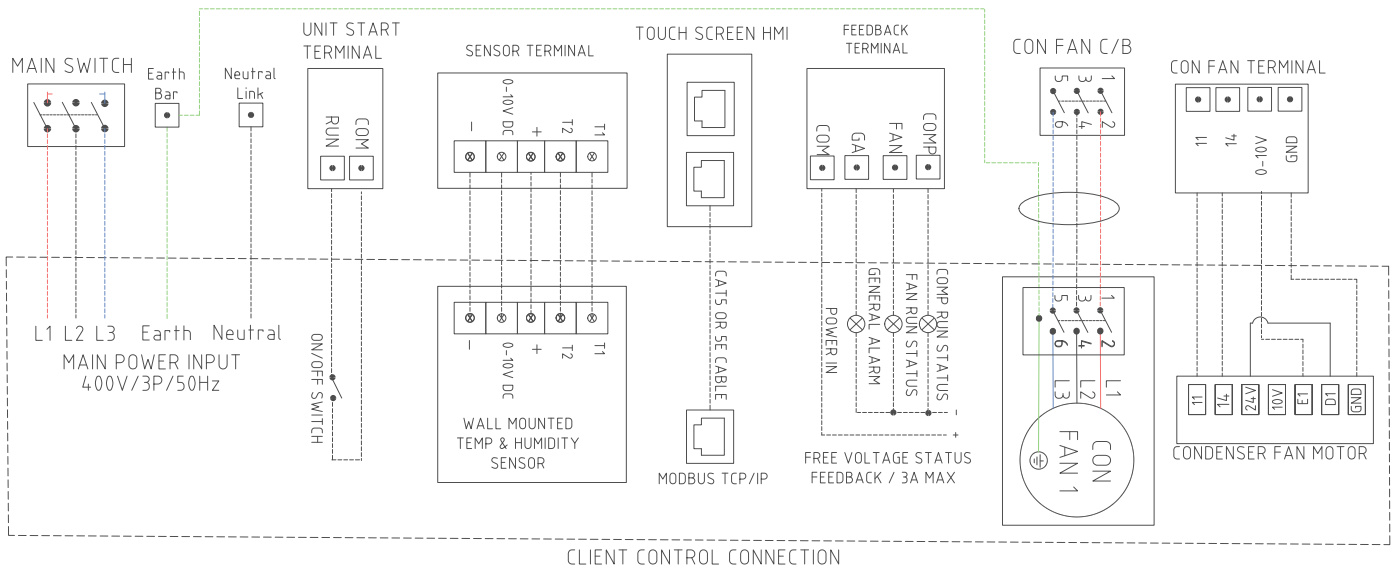 UNIT START
TERMINAL
SENSOR TERMINAL
TOUCH SCREEN HMI
FEEDBACK
TERMINAL
CON FAN C/B
CON FAN TERMINAL
MAIN SWITCH
Earth
Bar
Neutral
Link
RUN
COM
–
0-10V DC
+
T2
T1
COM
GA
FAN
COMP
5
3
1
6
4
2
11
14
0-10V
GND
L1
L2
L3
Earth
Neutral
MAIN POWER INPUT
400V/3P/50Hz
ON/OFF SWITCH
–
0-10V DC
+
T2
T1
WALL MOUNTED
TEMP & HUMIDITY
SENSOR
CAT5 OR 5E CABLE
MODBUS TCP/IP
POWER IN
GENERAL ALARM
FAN RUN STATUS
COMP RUN STATUS
-
+
FREE VOLTAGE STATUS
FEEDBACK / 3A MAX
5
3
1
6
4
2
L3
L2
L1
CON
FAN 1
11
14
24V
10V
E1
D1
GND
CONDENSER FAN MOTOR
CLIENT CONTROL CONNECTION